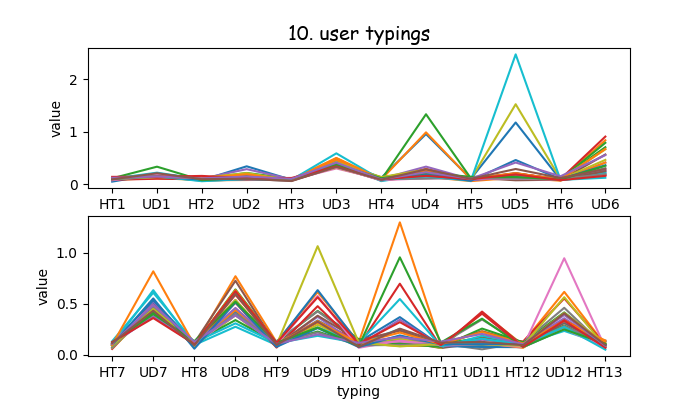 10. user typings
value
2
1
0
HT1 UD1 HT2 UD2 HT3 UD3 HT4 UD4 HT5 UD5 HT6 UD6
value
1.0
0.5
0.0
HT7 UD7 HT8 UD8 HT9 UD9 HT10 UD10 HT11 UD11 HT12 UD12 HT13
typing